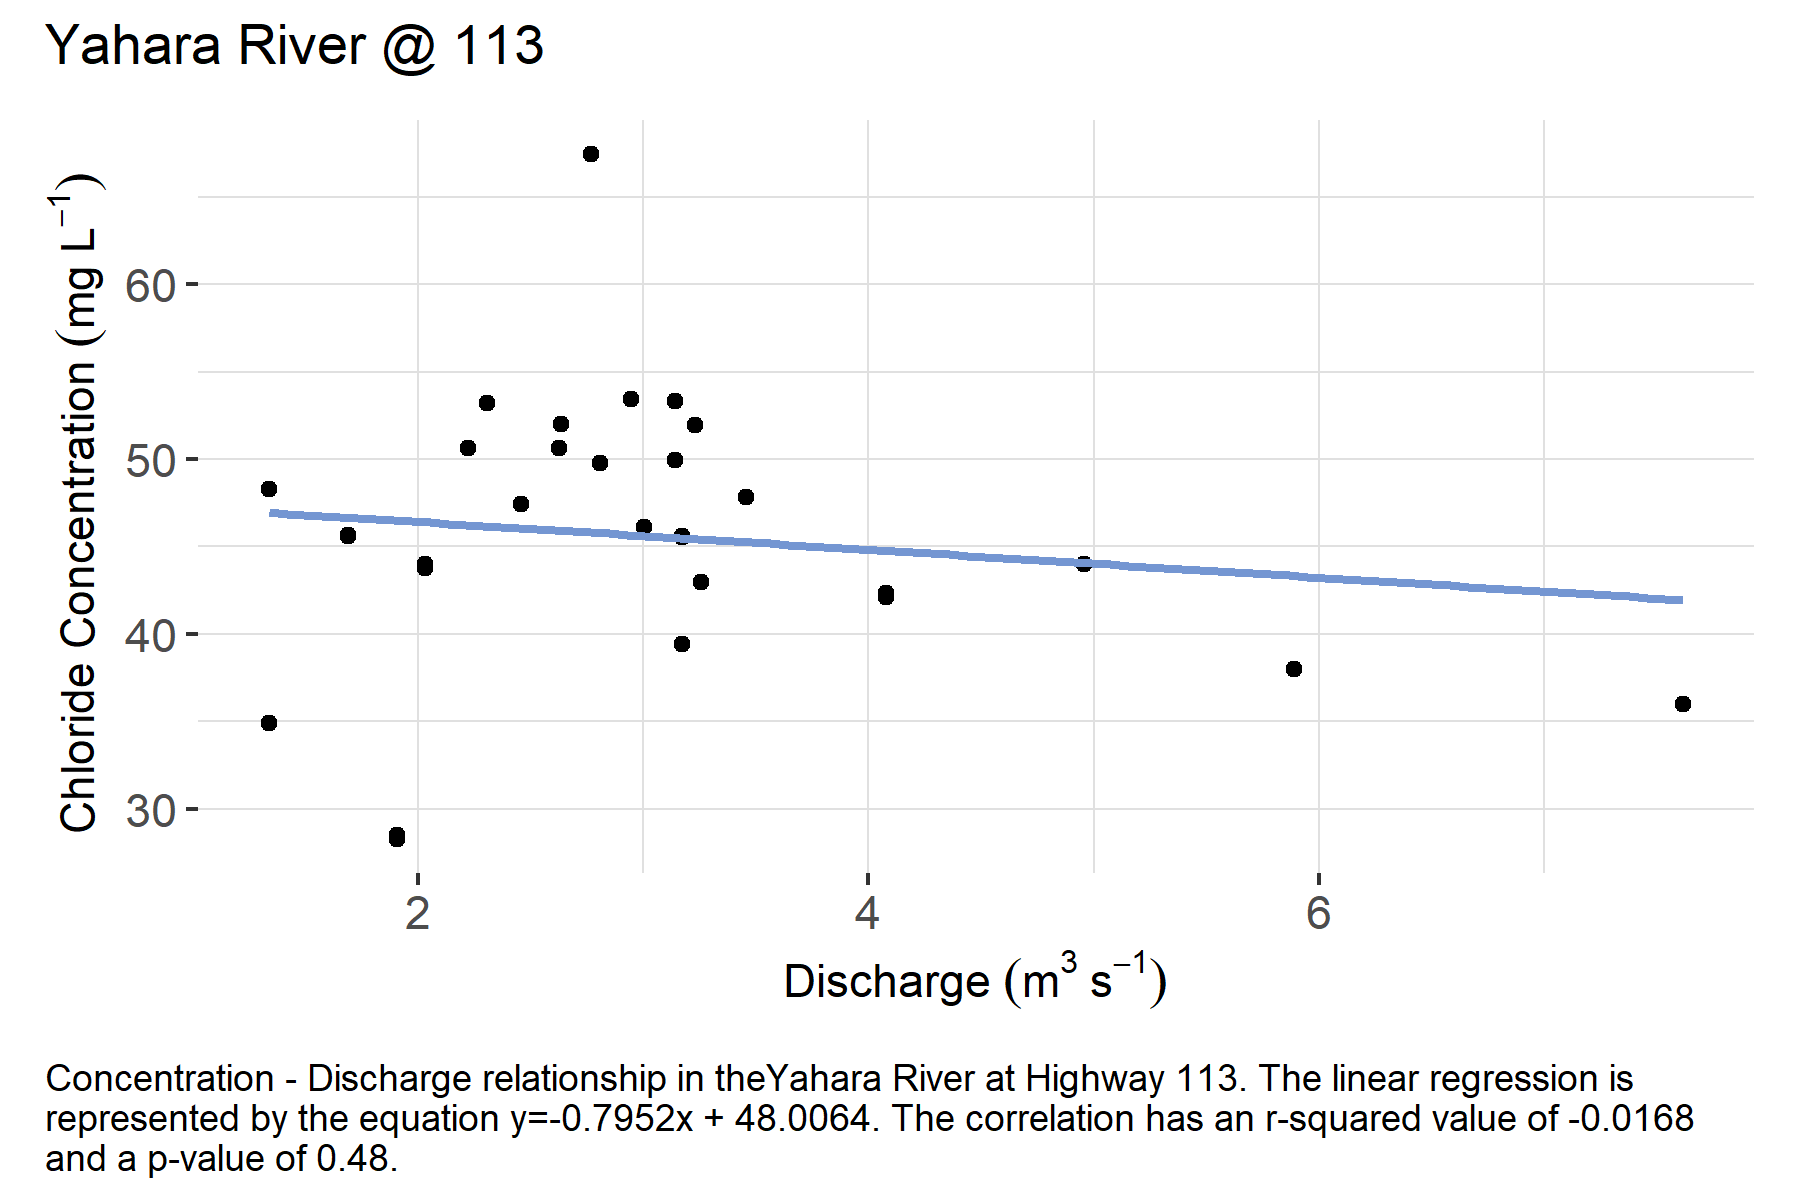 Yahara River @ 113
Chloride Concentration (mg L⁻¹)
60
50
40
30
2
4
6
Discharge (m³ s⁻¹)
Concentration - Discharge relationship in theYahara River at Highway 113. The linear regression is
represented by the equation y=-0.7952x + 48.0064. The correlation has an r-squared value of -0.0168
and a p-value of 0.48.